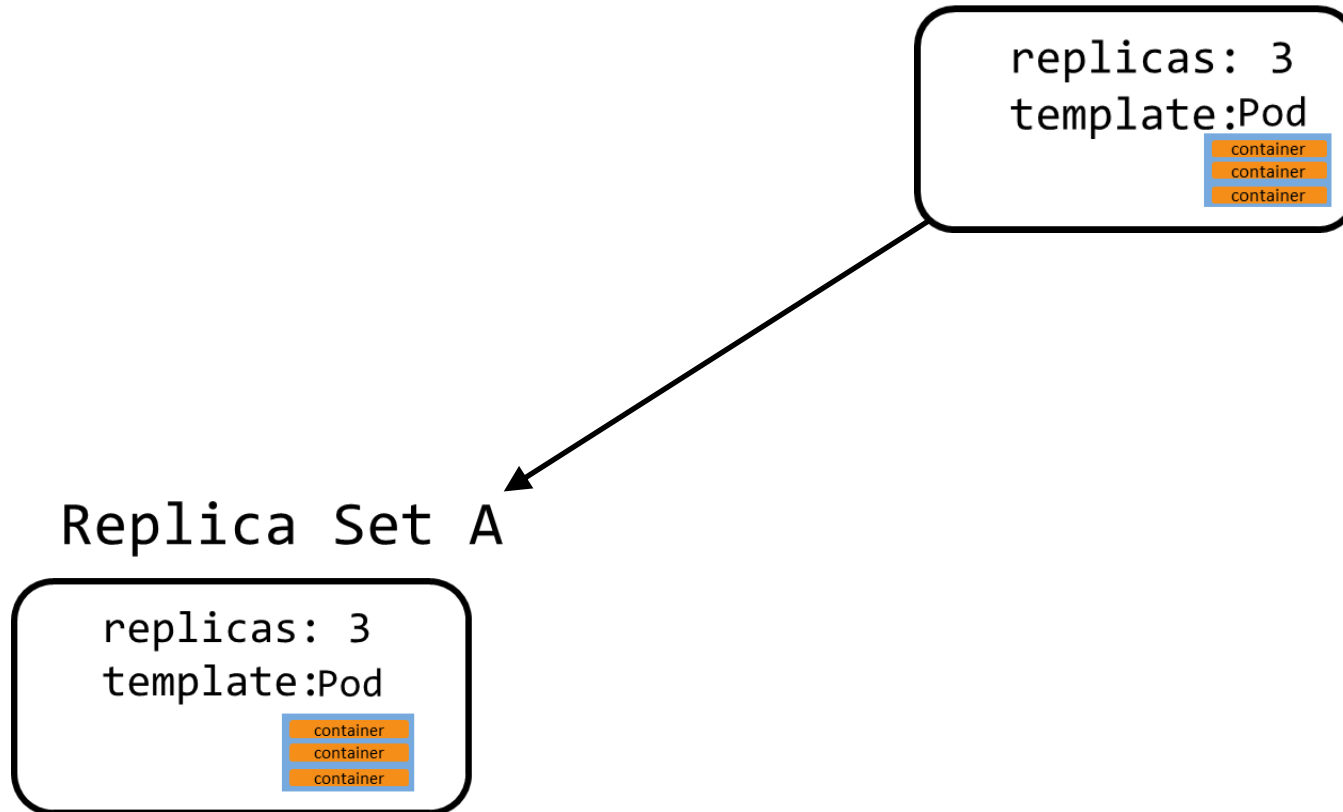 replicas: 3
template:Pod
container
container
container
Replica Set A
replicas: 3
template:Pod
container
container
container